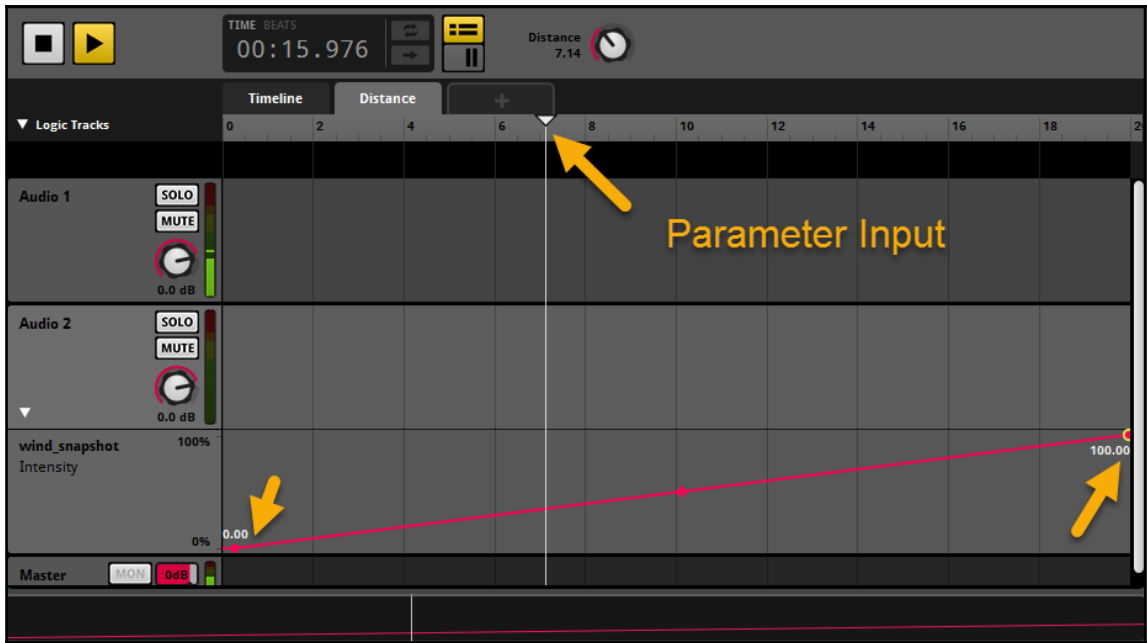 TIME BEATS
00:15.976
Distance
7.14
Timeline
Distance
+
Logic Tracks
0 2 4 6 8 10 12 14 16 18 2
Audio 1
SOLO
MUTE
0.0 dB
Parameter Input
Audio 2
SOLO
MUTE
0.0 dB
wind_snapshot
Intensity
100%
0%
0.00
100.00
Master
MON
0dB